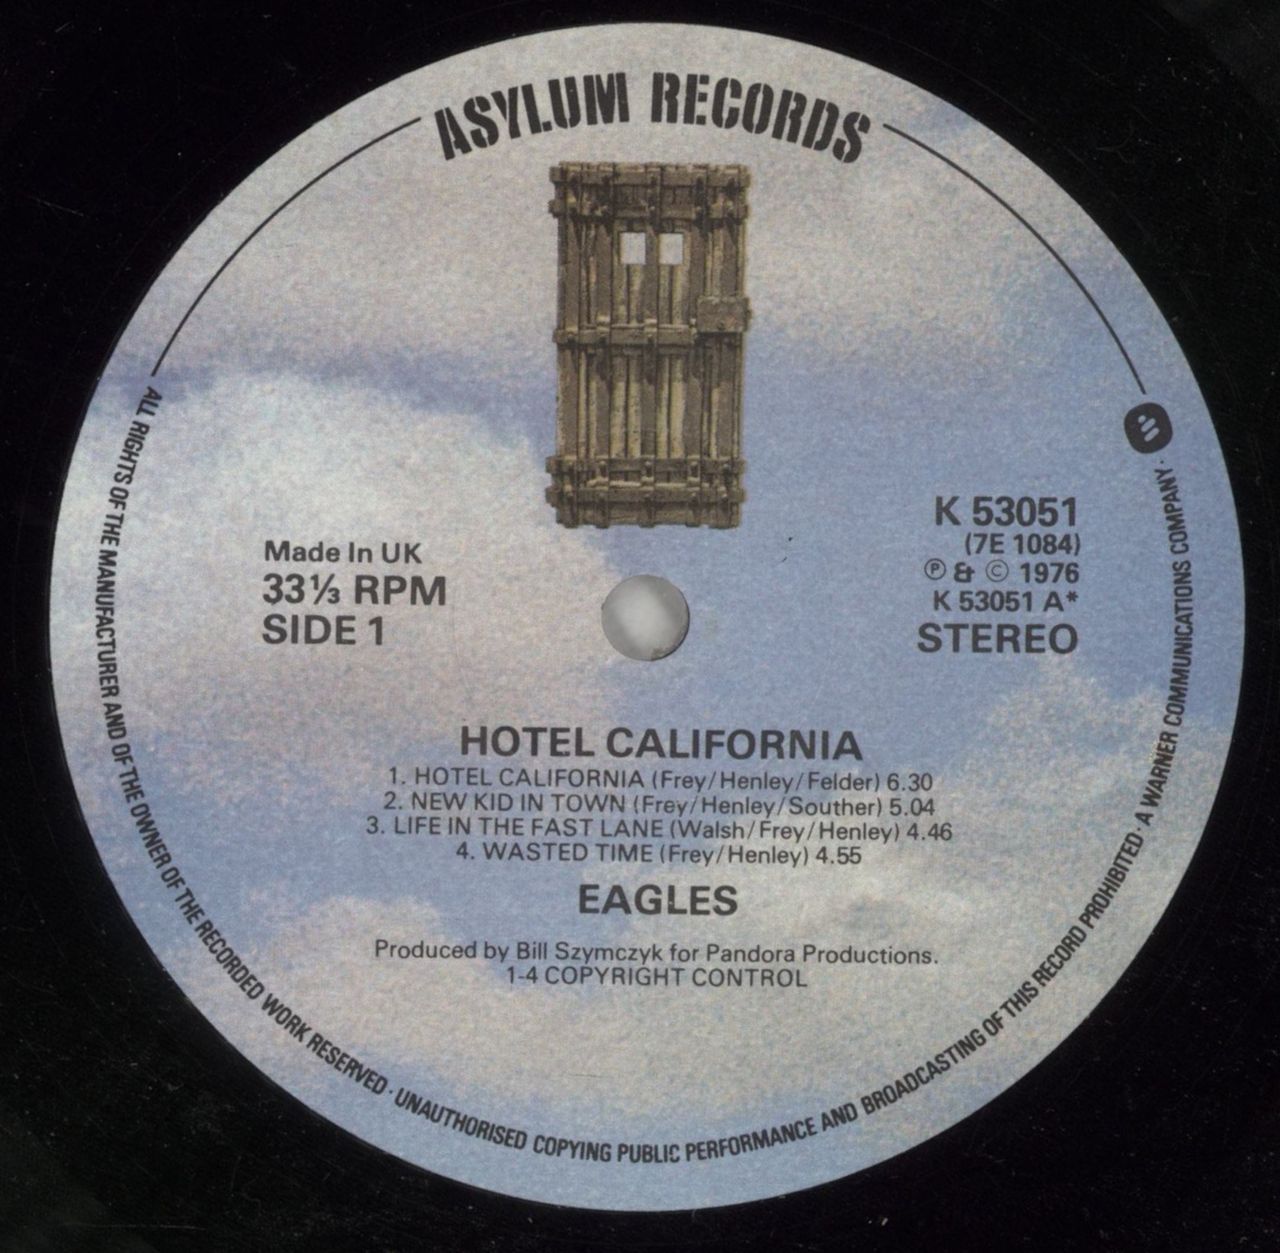 ASYLUM RECORDS
Made In UK
33⅓ RPM
SIDE 1
K 53051
(7E 1084)
℗ & © 1976
K 53051 A*
STEREO
HOTEL CALIFORNIA
1. HOTEL CALIFORNIA (Frey/Henley/Felder) 6.30
2. NEW KID IN TOWN (Frey/Henley/Souther) 5.04
3. LIFE IN THE FAST LANE (Walsh/Frey/Henley) 4.46
4. WASTED TIME (Frey/Henley) 4.55
EAGLES
Produced by Bill Szymczyk for Pandora Productions.
1-4 COPYRIGHT CONTROL
ALL RIGHTS OF THE MANUFACTURER AND OF THE OWNER OF THE RECORDED WORK RESERVED · UNAUTHORISED COPYING PUBLIC PERFORMANCE AND BROADCASTING OF THIS RECORD PROHIBITED · A WARNER COMMUNICATIONS COMPANY ·